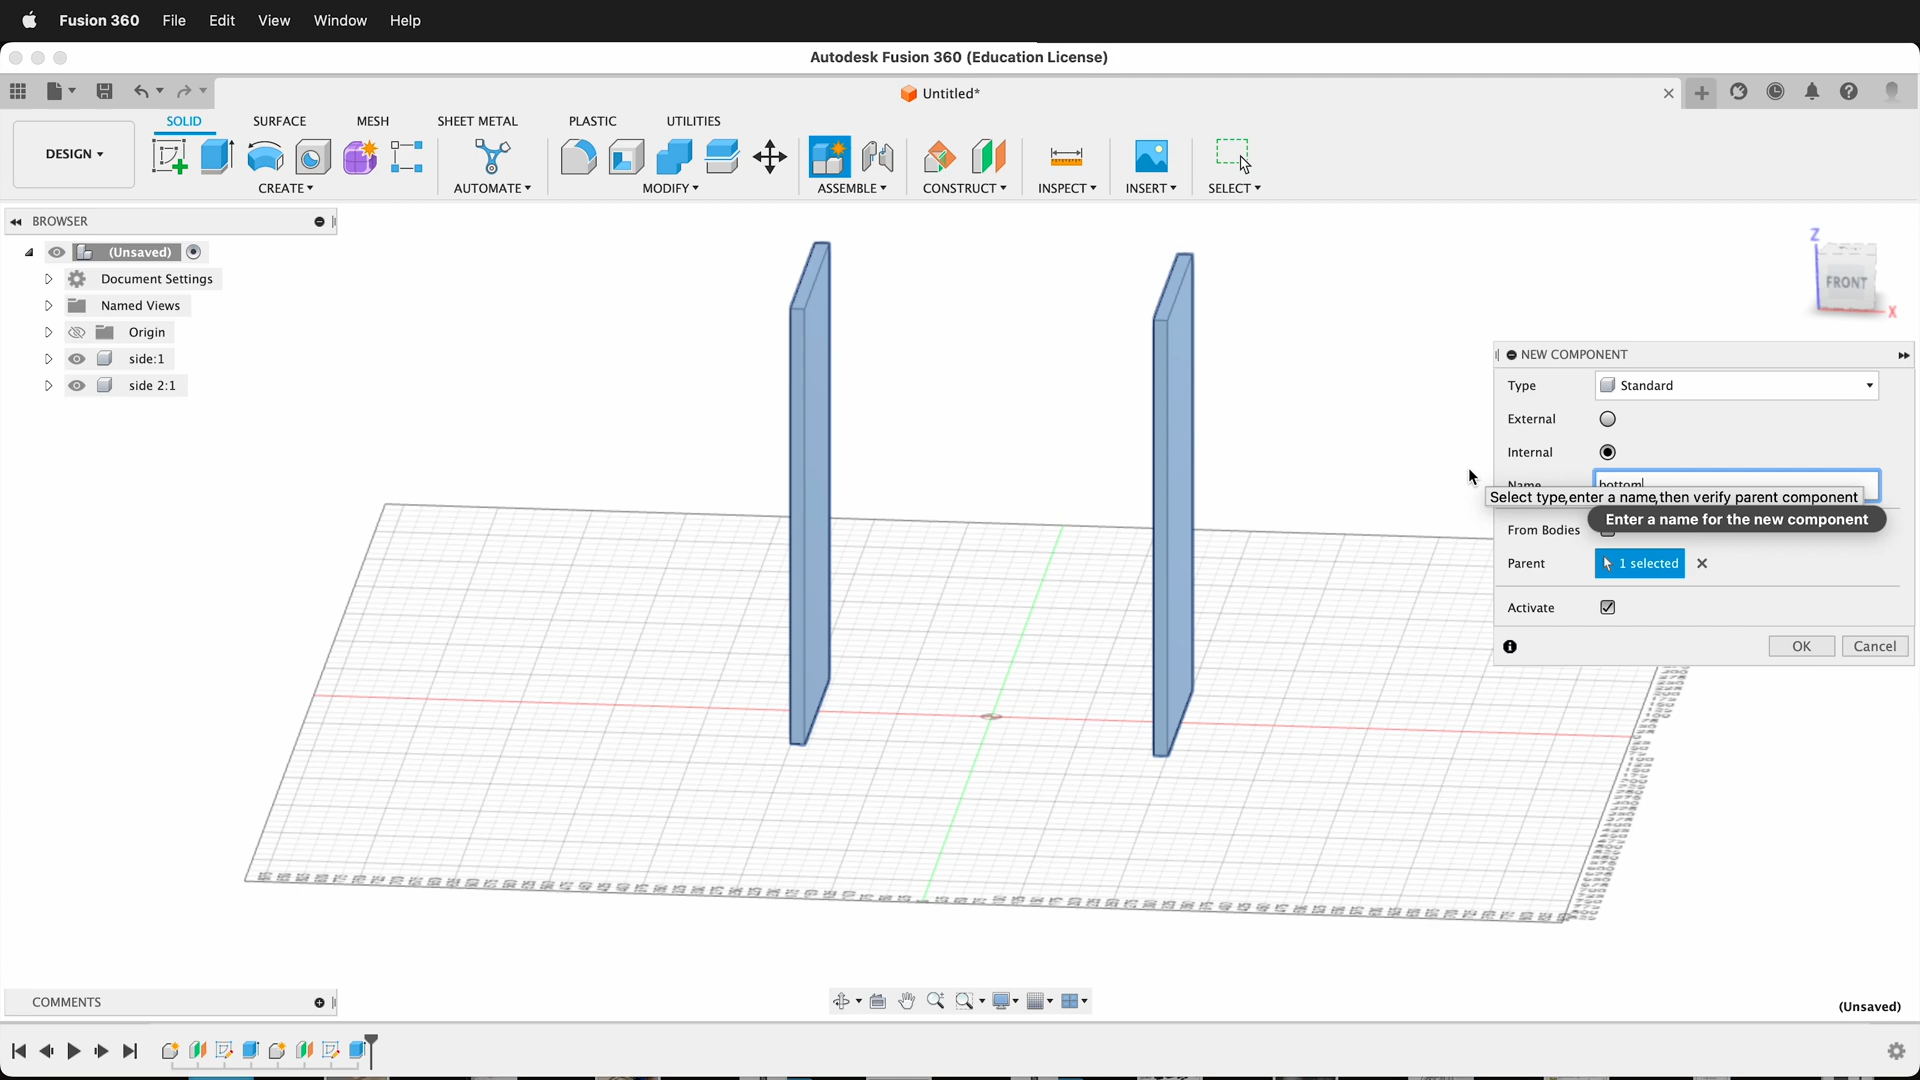 Fusion 360 File Edit View Window Help
Autodesk Fusion 360 (Education License)
Untitled*
DESIGN
SOLID SURFACE MESH SHEET METAL PLASTIC UTILITIES
CREATE AUTOMATE MODIFY ASSEMBLE CONSTRUCT INSPECT INSERT SELECT
BROWSER
(Unsaved)
Document Settings
Named Views
Origin
side:1
side 2:1
Z
FRONT
X
NEW COMPONENT
Type Standard
External
Internal
Name bottom
Select type, enter a name, then verify parent component
Enter a name for the new component
From Bodies
Parent 1 selected
Activate
OK Cancel
COMMENTS
(Unsaved)